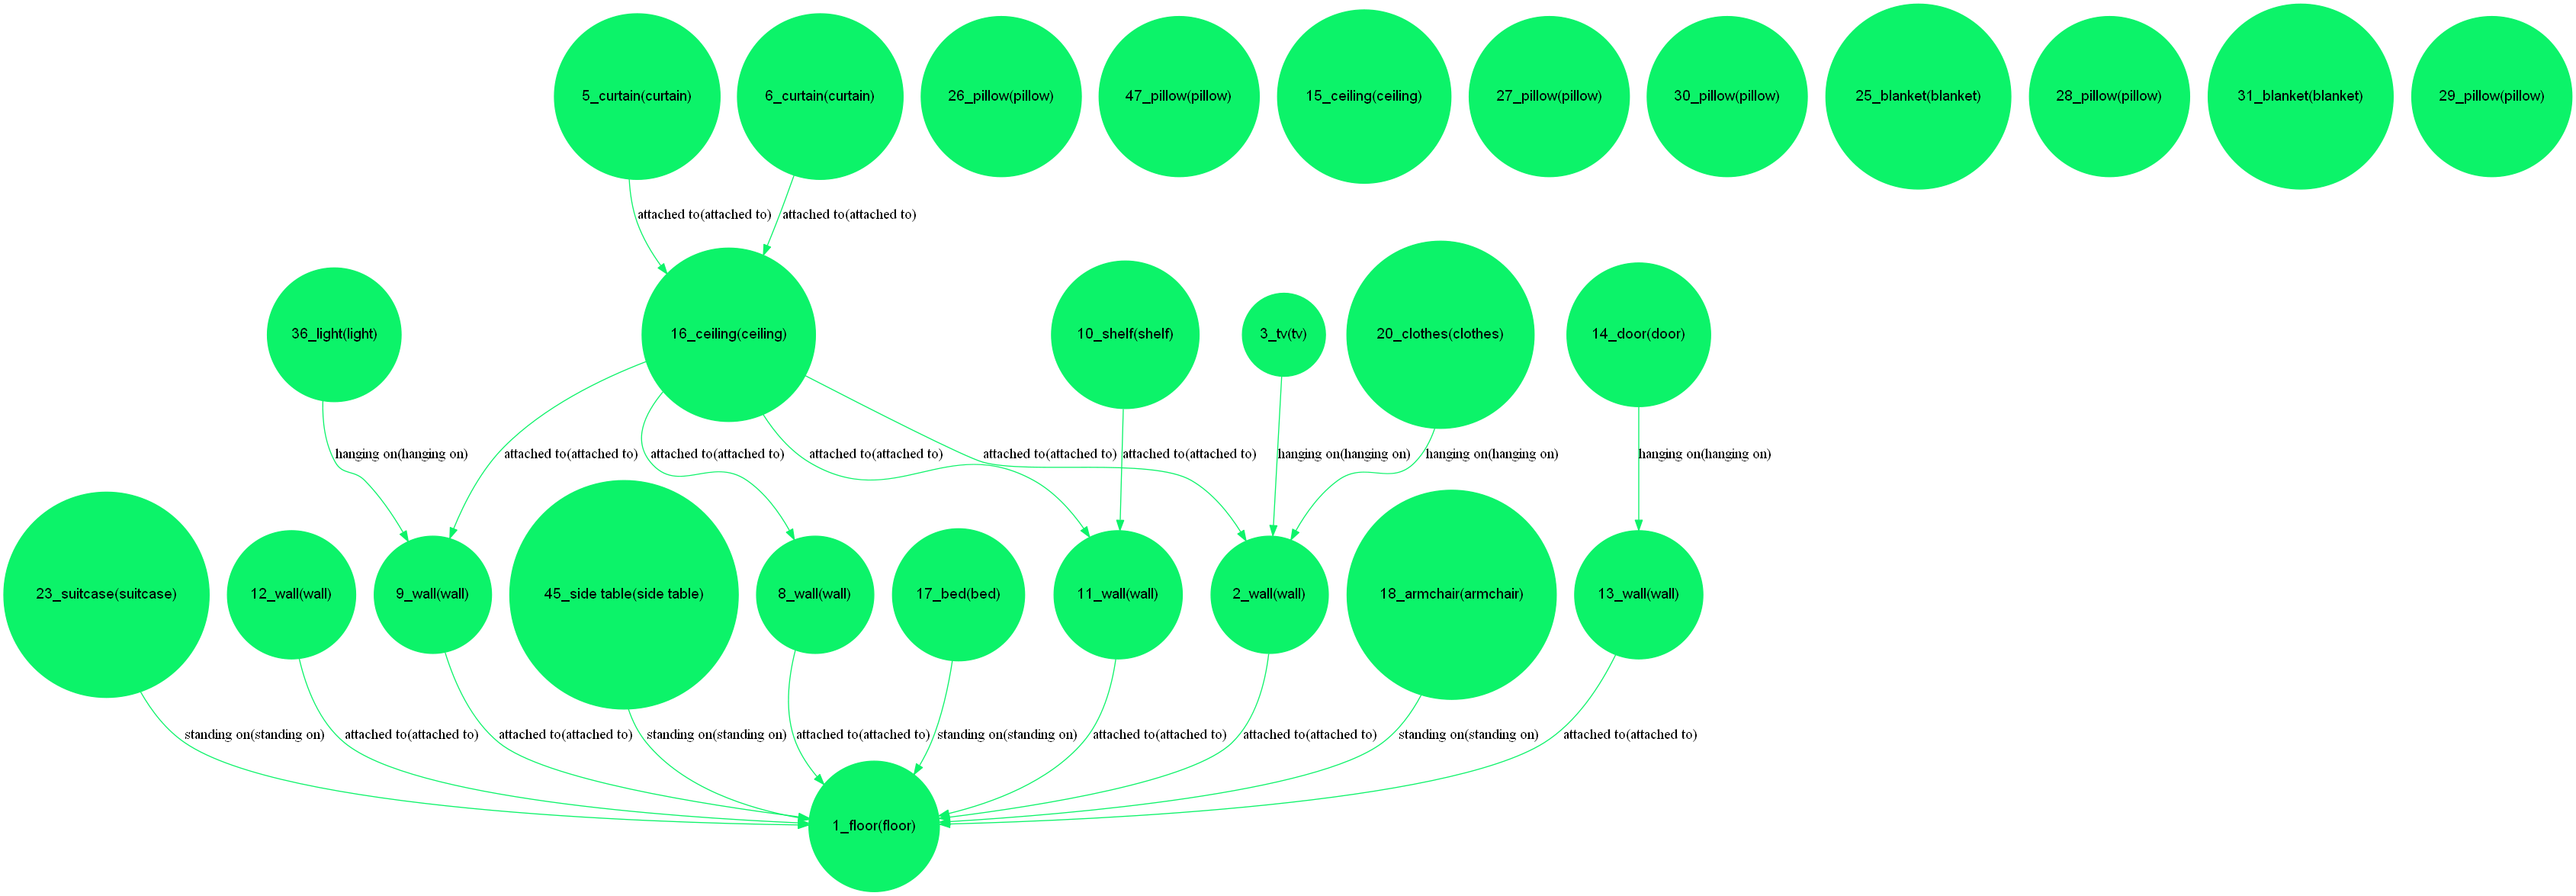 5_curtain(curtain)
6_curtain(curtain)
26_pillow(pillow)
47_pillow(pillow)
15_ceiling(ceiling)
27_pillow(pillow)
30_pillow(pillow)
25_blanket(blanket)
28_pillow(pillow)
31_blanket(blanket)
29_pillow(pillow)
attached to(attached to)
attached to(attached to)
36_light(light)
16_ceiling(ceiling)
10_shelf(shelf)
3_tv(tv)
20_clothes(clothes)
14_door(door)
hanging on(hanging on)
attached to(attached to)
attached to(attached to)
attached to(attached to)
attached to(attached to)
attached to(attached to)
hanging on(hanging on)
hanging on(hanging on)
hanging on(hanging on)
23_suitcase(suitcase)
12_wall(wall)
9_wall(wall)
45_side table(side table)
8_wall(wall)
17_bed(bed)
11_wall(wall)
2_wall(wall)
18_armchair(armchair)
13_wall(wall)
standing on(standing on)
attached to(attached to)
attached to(attached to)
standing on(standing on)
attached to(attached to)
standing on(standing on)
attached to(attached to)
attached to(attached to)
standing on(standing on)
attached to(attached to)
1_floor(floor)